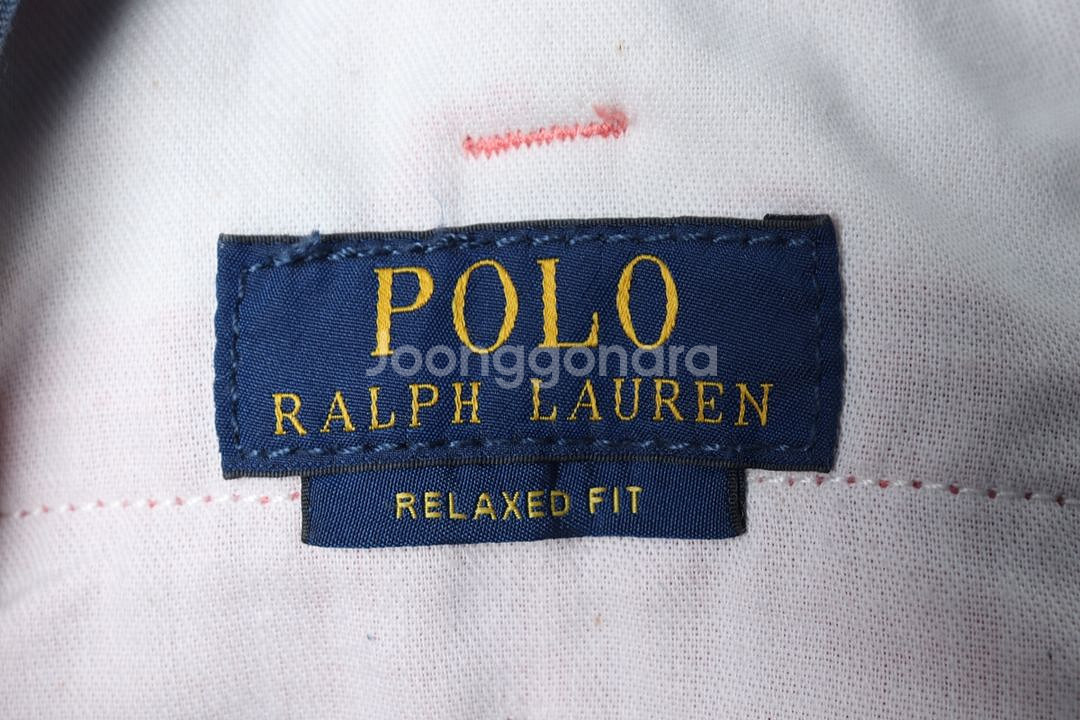 POLO
Joonggonara
RALPH LAUREN
RELAXED FIT